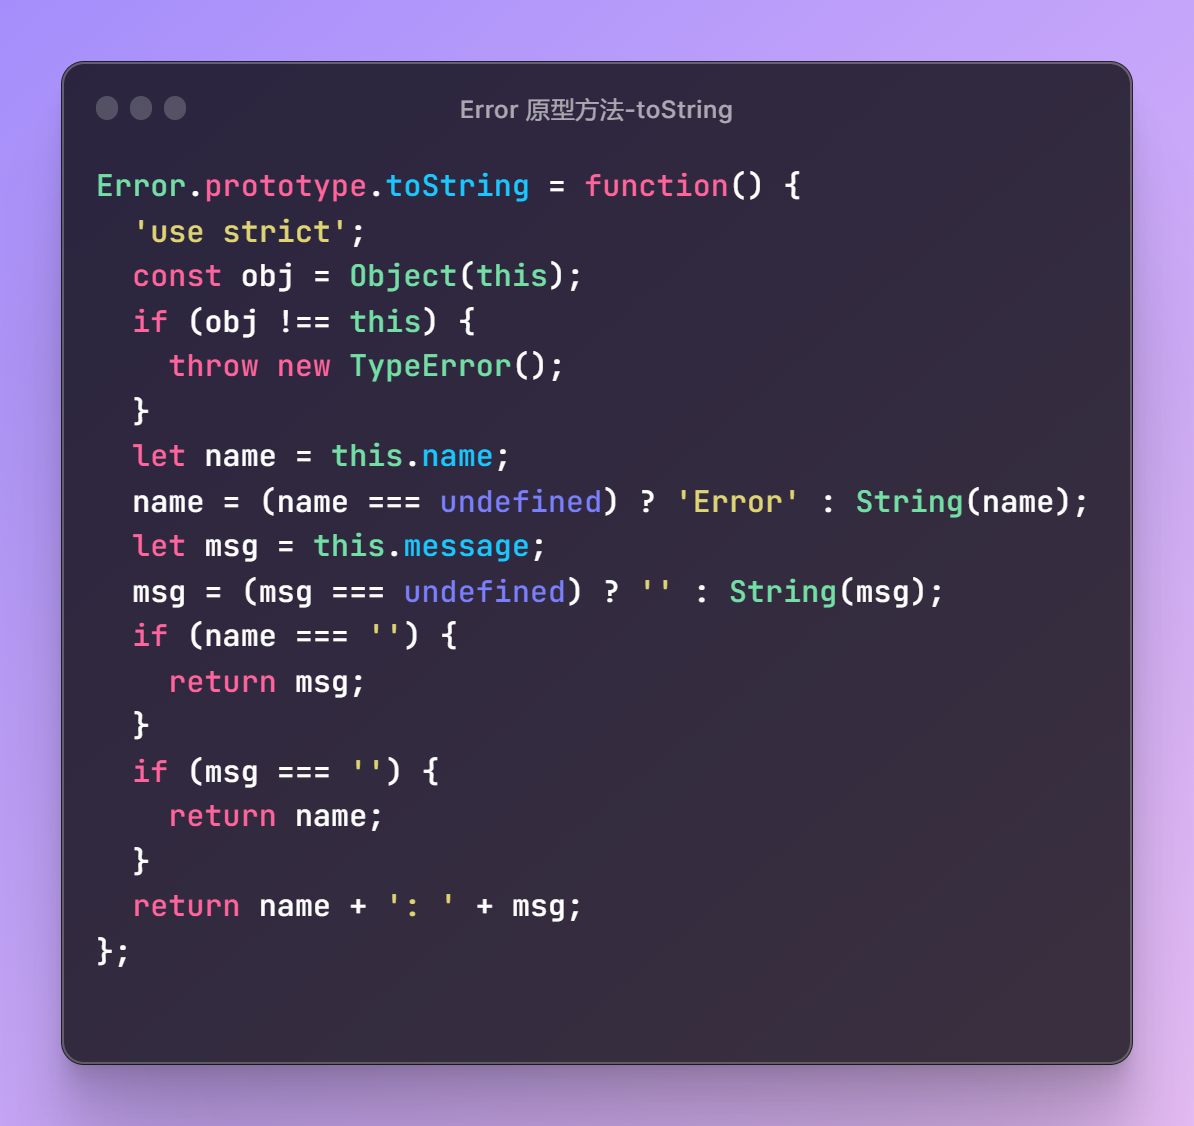 Error 原型方法-toString
Error.prototype.toString = function() {
  'use strict';
  const obj = Object(this);
  if (obj !== this) {
    throw new TypeError();
  }
  let name = this.name;
  name = (name === undefined) ? 'Error' : String(name);
  let msg = this.message;
  msg = (msg === undefined) ? '' : String(msg);
  if (name === '') {
    return msg;
  }
  if (msg === '') {
    return name;
  }
  return name + ': ' + msg;
};